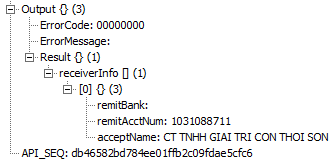 Output {} (3)
ErrorCode: 00000000
ErrorMessage:
Result {} (1)
receiverInfo [] (1)
[0] {} (3)
remitBank:
remitAcctNum: 1031088711
acceptName: CT TNHH GIAI TRI CON THOI SON
API_SEQ: db46582bd784ee01ffb2c09fdae5cfc6